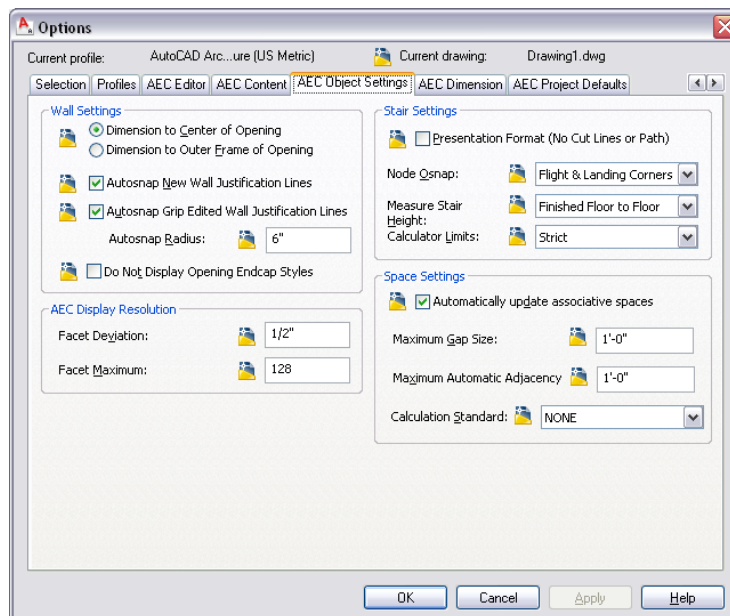 Options
Current profile: AutoCAD Arc...ure (US Metric) Current drawing: Drawing1.dwg
Selection Profiles AEC Editor AEC Content AEC Object Settings AEC Dimension AEC Project Defaults
Wall Settings
Dimension to Center of Opening
Dimension to Outer Frame of Opening
Autosnap New Wall Justification Lines
Autosnap Grip Edited Wall Justification Lines
Autosnap Radius: 6"
Do Not Display Opening Endcap Styles
AEC Display Resolution
Facet Deviation: 1/2"
Facet Maximum: 128
Stair Settings
Presentation Format (No Cut Lines or Path)
Node Osnap: Flight & Landing Corners
Measure Stair Height: Finished Floor to Floor
Calculator Limits: Strict
Space Settings
Automatically update associative spaces
Maximum Gap Size: 1'-0"
Maximum Automatic Adjacency 1'-0"
Calculation Standard: NONE
OK Cancel Apply Help